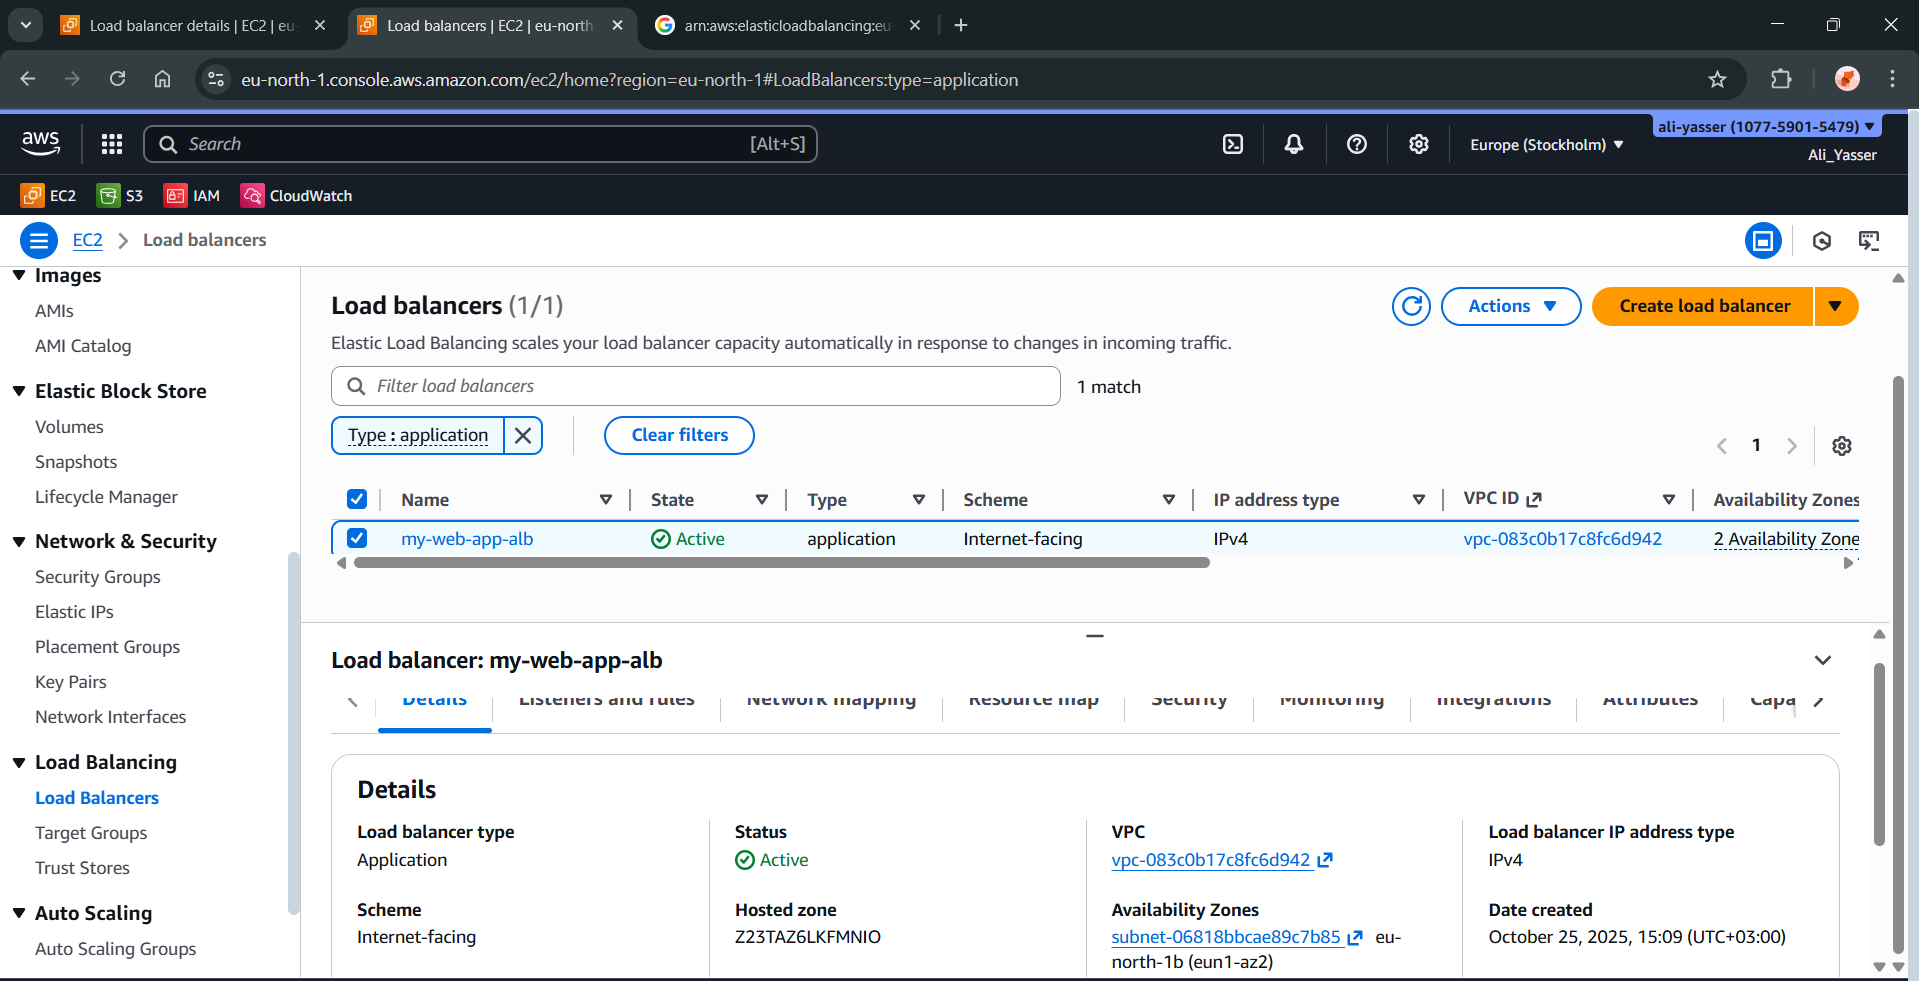 Load balancer details | EC2 | eu-
Load balancers | EC2 | eu-north-
arn:aws:elasticloadbalancing:eu
eu-north-1.console.aws.amazon.com/ec2/home?region=eu-north-1#LoadBalancers:type=application
aws
Search
[Alt+S]
Europe (Stockholm)
ali-yasser (1077-5901-5479)
Ali_Yasser
EC2
S3
IAM
CloudWatch
EC2
Load balancers
Images
AMIs
AMI Catalog
Elastic Block Store
Volumes
Snapshots
Lifecycle Manager
Network & Security
Security Groups
Elastic IPs
Placement Groups
Key Pairs
Network Interfaces
Load Balancing
Load Balancers
Target Groups
Trust Stores
Auto Scaling
Auto Scaling Groups
Load balancers (1/1)
Actions
Create load balancer
Elastic Load Balancing scales your load balancer capacity automatically in response to changes in incoming traffic.
Filter load balancers
1 match
Type : application
Clear filters
1
Name State Type Scheme IP address type VPC ID Availability Zones
my-web-app-alb Active application Internet-facing IPv4 vpc-083c0b17c8fc6d942 2 Availability Zone
Load balancer: my-web-app-alb
Details Listeners and rules Network mapping Resource map Security Monitoring Integrations Attributes Capa
Details
Load balancer type
Application
Status
Active
VPC
vpc-083c0b17c8fc6d942
Load balancer IP address type
IPv4
Scheme
Internet-facing
Hosted zone
Z23TAZ6LKFMNIO
Availability Zones
subnet-06818bbcae89c7b85 eu-
north-1b (eun1-az2)
Date created
October 25, 2025, 15:09 (UTC+03:00)